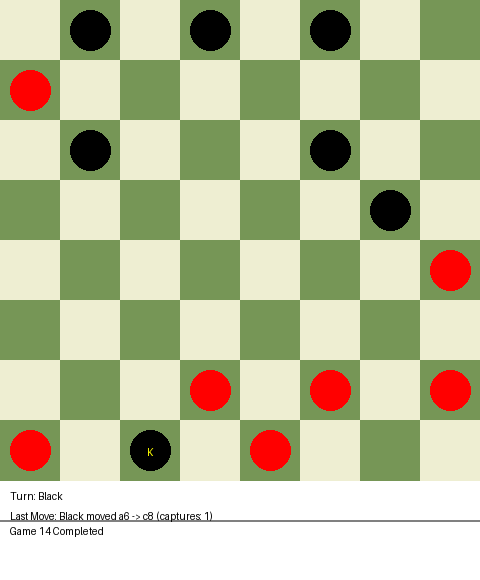 K
Turn: Black
Last Move: Black moved a6 -> c8 (captures: 1)
Game 14 Completed